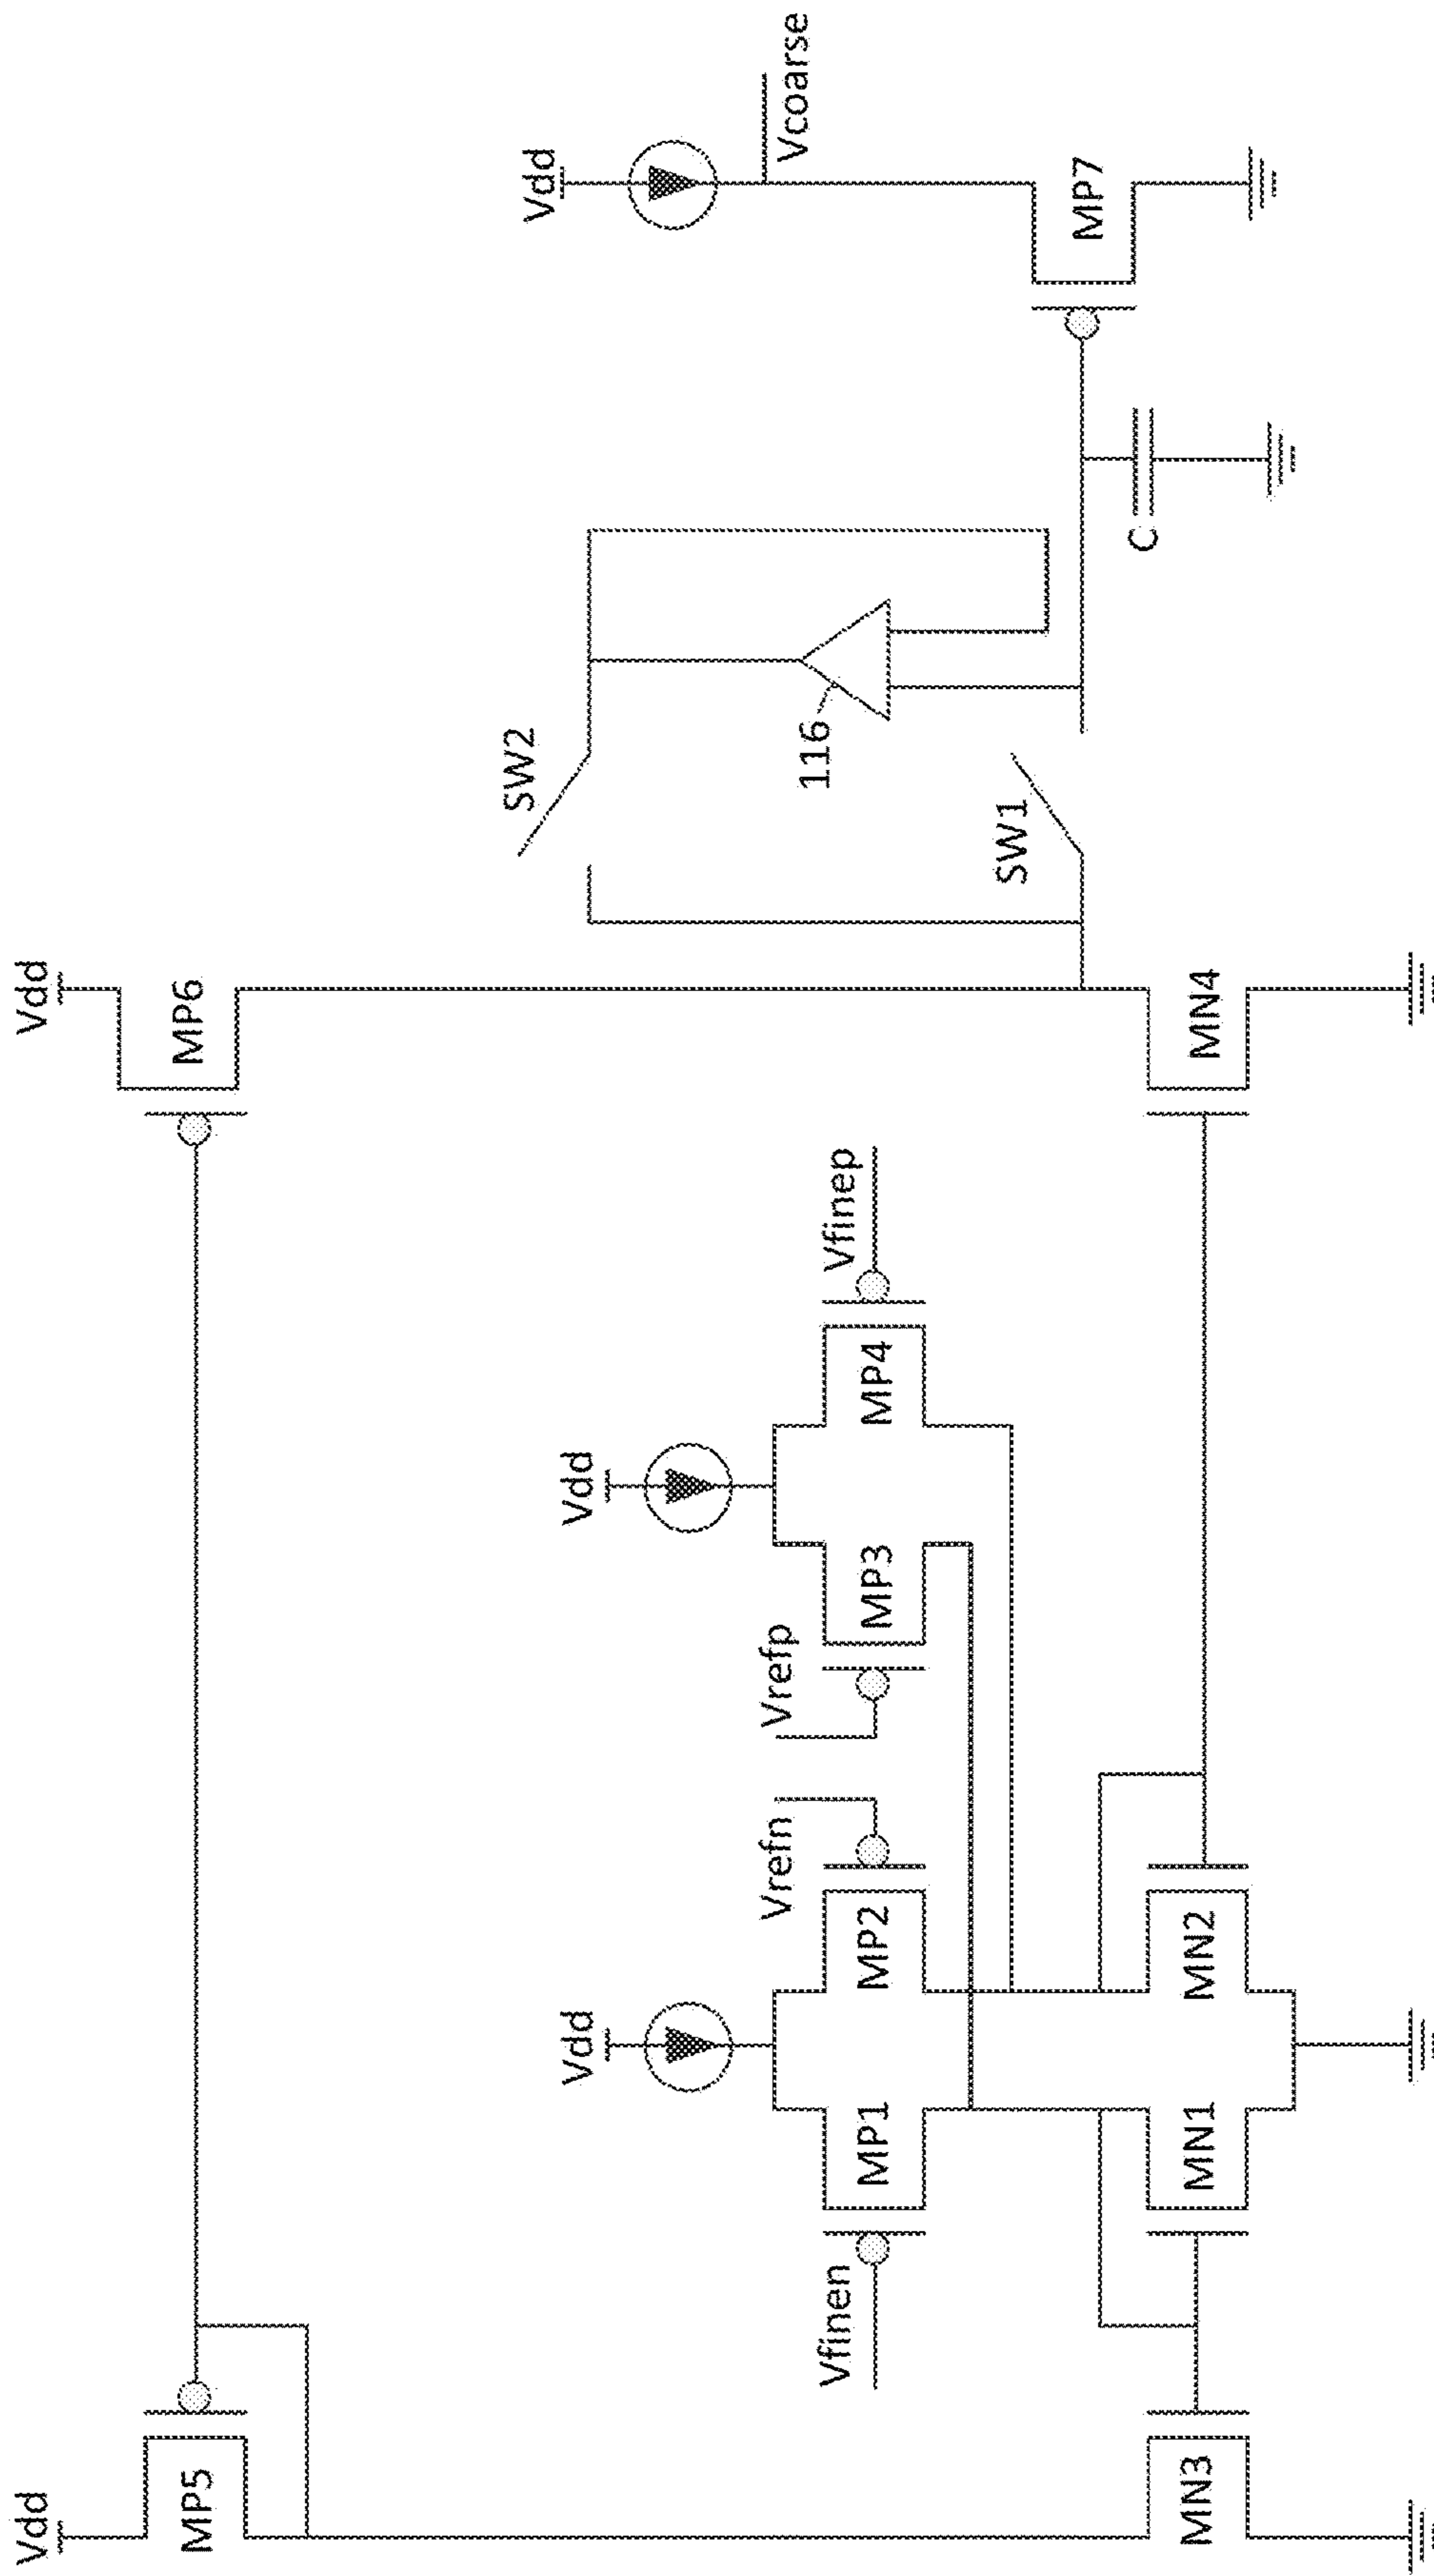 Vdd
Vdd
MP5
MP6
Vdd
Vdd
Vdd
SW2
Vcoarse
Vrefn
Vrefp
Vfinen
MP1
MP2
MP3
MP4
Vfinep
116
SW1
C
MP7
MN3
MN1
MN2
MN4